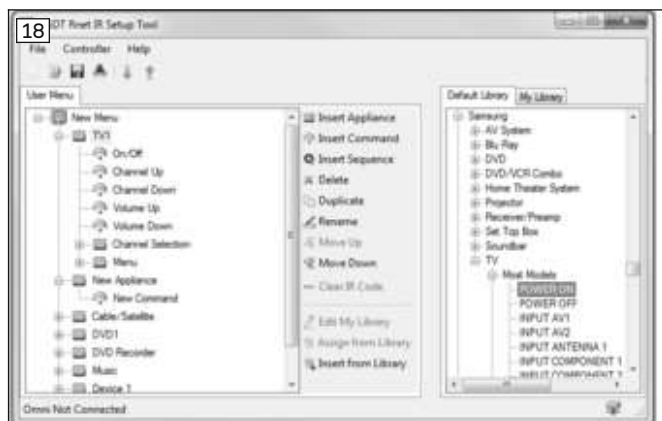 18
OT Rnet IR Setup Tool
File Controller Help
User Menu
New Menu
TV1
On/Off
Channel Up
Channel Down
Volume Up
Volume Down
Channel Selection
Menu
New Appliance
New Command
Cable/Satellite
DVD1
DVD Recorder
Music
Device 1
Insert Appliance
Insert Command
Insert Sequence
Delete
Duplicate
Rename
Move Up
Move Down
Clear IR Code
Edit My Library
Assign from Library
Insert from Library
Default Library My Library
Samsung
AV System
Blu Ray
DVD
DVD/VCR Combo
Home Theater System
Projector
Receiver/Preamp
Set Top Box
Soundbar
TV
Most Models
POWER ON
POWER OFF
INPUT AV1
INPUT AV2
INPUT ANTENNA 1
INPUT COMPONENT 1
INPUT COMPONENT 2
Omni Not Connected